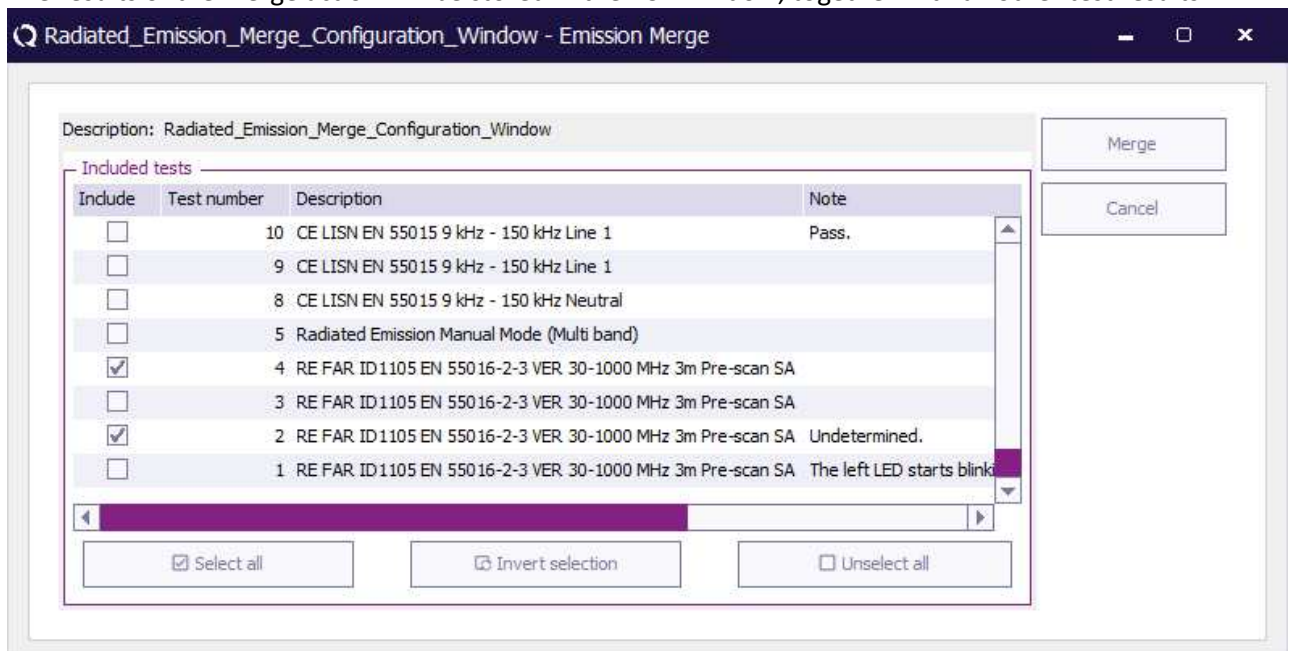 Radiated_Emission_Merge_Configuration_Window - Emission Merge
Description: Radiated_Emission_Merge_Configuration_Window
Merge
Included tests
Include Test number Description Note
Cancel
10 CE LISN EN 55015 9 kHz - 150 kHz Line 1 Pass.
9 CE LISN EN 55015 9 kHz - 150 kHz Line 1
8 CE LISN EN 55015 9 kHz - 150 kHz Neutral
5 Radiated Emission Manual Mode (Multi band)
4 RE FAR ID1105 EN 55016-2-3 VER 30-1000 MHz 3m Pre-scan SA
3 RE FAR ID1105 EN 55016-2-3 VER 30-1000 MHz 3m Pre-scan SA
2 RE FAR ID1105 EN 55016-2-3 VER 30-1000 MHz 3m Pre-scan SA Undetermined.
1 RE FAR ID1105 EN 55016-2-3 VER 30-1000 MHz 3m Pre-scan SA The left LED starts blinki
Select all Invert selection Unselect all